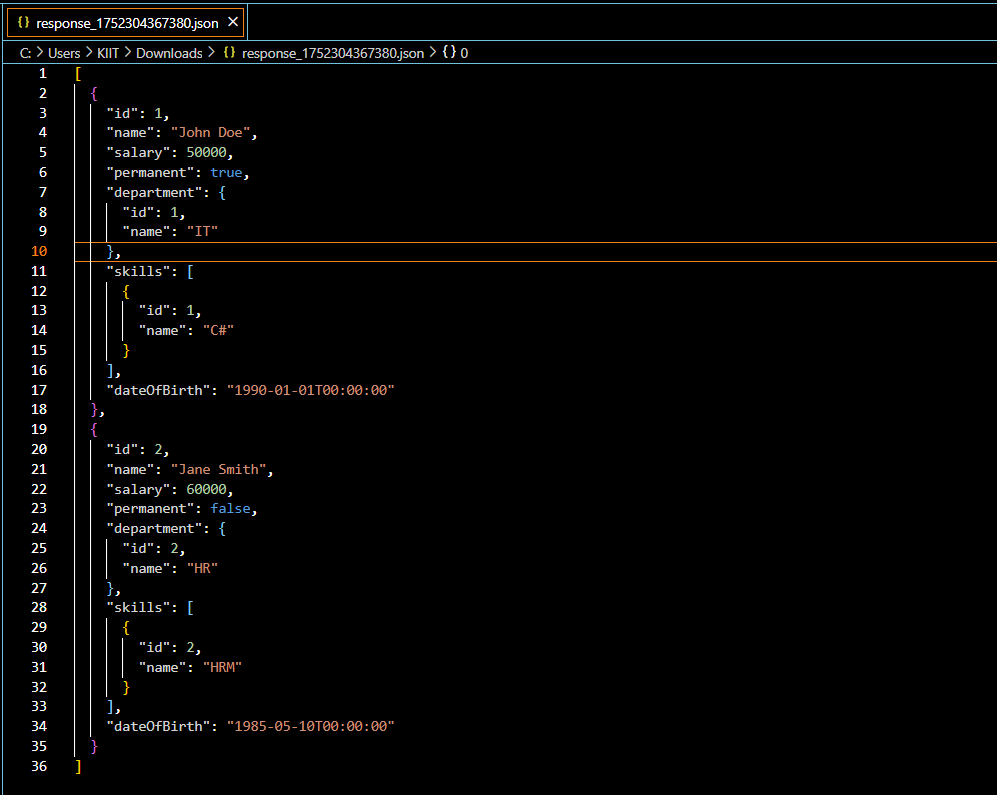 {} response_1752304367380.json ✕
C: > Users > KIIT > Downloads > {} response_1752304367380.json > {} 0
1 [
2   {
3     "id": 1,
4     "name": "John Doe",
5     "salary": 50000,
6     "permanent": true,
7     "department": {
8       "id": 1,
9       "name": "IT"
10     },
11     "skills": [
12       {
13         "id": 1,
14         "name": "C#"
15       }
16     ],
17     "dateOfBirth": "1990-01-01T00:00:00"
18   },
19   {
20     "id": 2,
21     "name": "Jane Smith",
22     "salary": 60000,
23     "permanent": false,
24     "department": {
25       "id": 2,
26       "name": "HR"
27     },
28     "skills": [
29       {
30         "id": 2,
31         "name": "HRM"
32       }
33     ],
34     "dateOfBirth": "1985-05-10T00:00:00"
35   }
36 ]